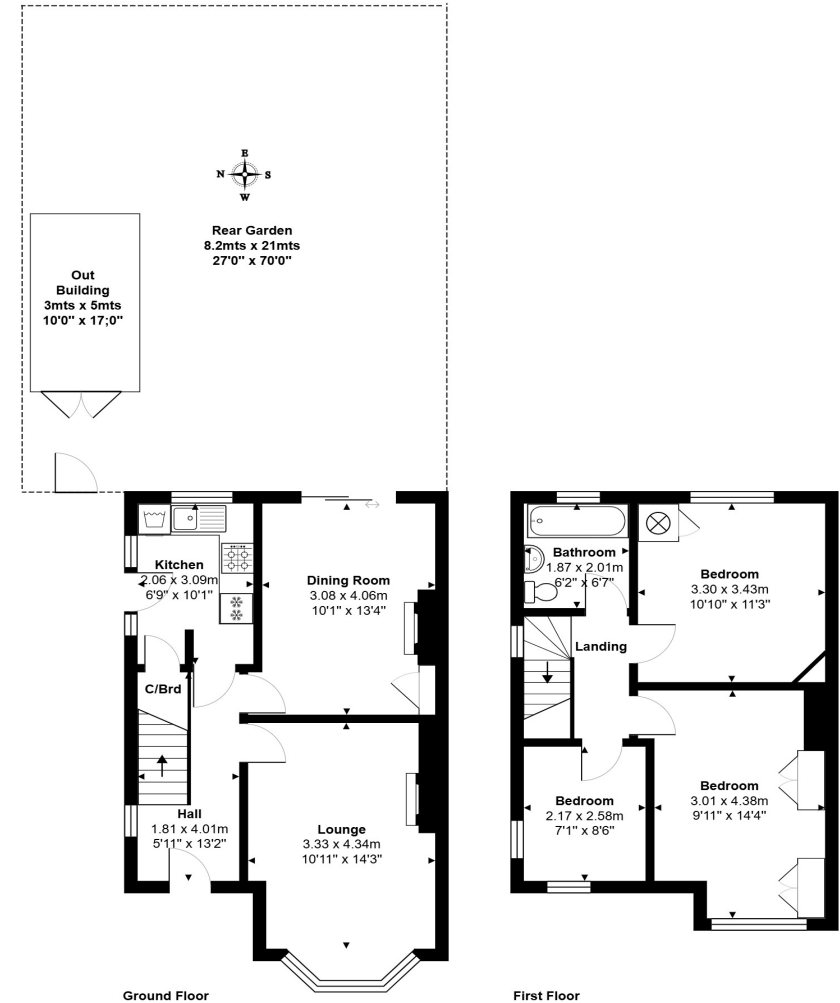 E
N S
W
Rear Garden
8.2mts x 21mts
27'0" x 70'0"
Out
Building
3mts x 5mts
10'0" x 17;0"
Kitchen
2.06 x 3.09m
6'9" x 10'1"
Dining Room
3.08 x 4.06m
10'1" x 13'4"
C/Brd
Hall
1.81 x 4.01m
5'11" x 13'2"
Lounge
3.33 x 4.34m
10'11" x 14'3"
Ground Floor
Bathroom
1.87 x 2.01m
6'2" x 6'7"
Bedroom
3.30 x 3.43m
10'10" x 11'3"
Landing
Bedroom
3.01 x 4.38m
9'11" x 14'4"
Bedroom
2.17 x 2.58m
7'1" x 8'6"
First Floor